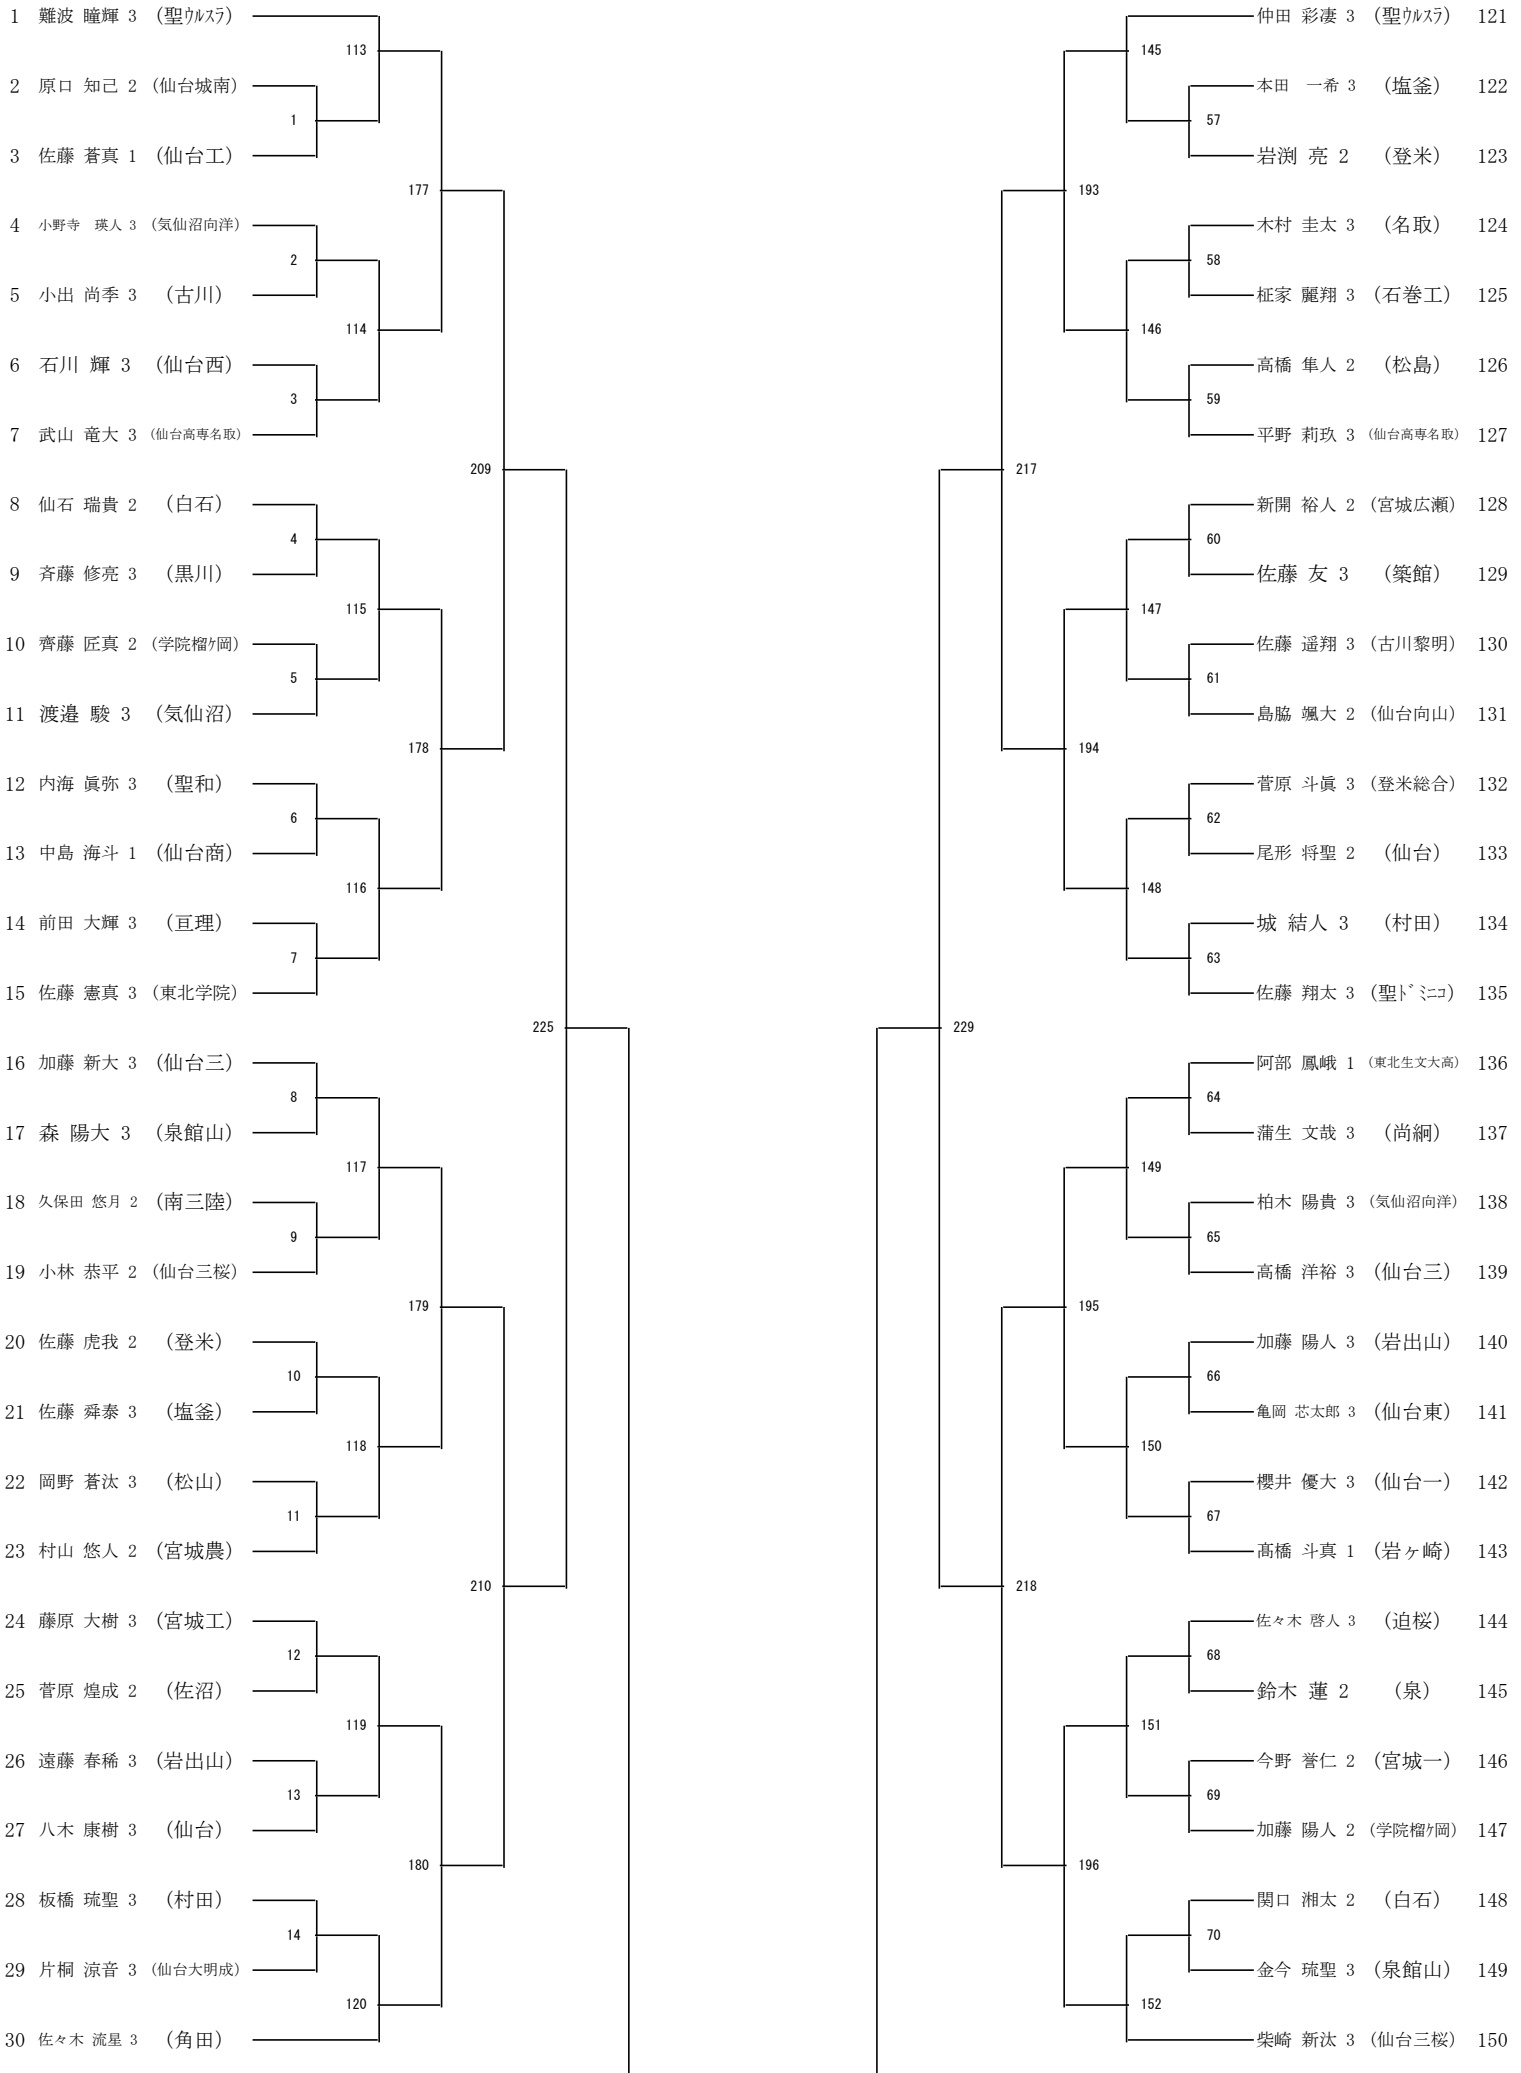 1 難波 瞳輝 3 (聖ウルスラ)
113
2 原口 知己 2 (仙台城南)
1
3 佐藤 蒼真 1 (仙台工)
177
4 小野寺 瑛人 3 (気仙沼向洋)
2
5 小出 尚季 3 (古川)
114
6 石川 輝 3 (仙台西)
3
7 武山 竜大 3 (仙台高専名取)
209
8 仙石 瑞貴 2 (白石)
4
9 斉藤 修亮 3 (黒川)
115
10 齊藤 匠真 2 (学院榴ケ岡)
5
11 渡邉 駿 3 (気仙沼)
178
12 内海 眞弥 3 (聖和)
6
13 中島 海斗 1 (仙台商)
116
14 前田 大輝 3 (亘理)
7
15 佐藤 憲真 3 (東北学院)
225
16 加藤 新大 3 (仙台三)
8
17 森 陽大 3 (泉館山)
117
18 久保田 悠月 2 (南三陸)
9
19 小林 恭平 2 (仙台三桜)
179
20 佐藤 虎我 2 (登米)
10
21 佐藤 舜泰 3 (塩釜)
118
22 岡野 蒼汰 3 (松山)
11
23 村山 悠人 2 (宮城農)
210
24 藤原 大樹 3 (宮城工)
12
25 菅原 煌成 2 (佐沼)
119
26 遠藤 春稀 3 (岩出山)
13
27 八木 康樹 3 (仙台)
180
28 板橋 琉聖 3 (村田)
14
29 片桐 涼音 3 (仙台大明成)
120
30 佐々木 流星 3 (角田)
仲田 彩凄 3 (聖ウルスラ) 121
145
本田 一希 3 (塩釜) 122
57
岩渕 亮 2 (登米) 123
193
木村 圭太 3 (名取) 124
58
柾家 麗翔 3 (石巻工) 125
146
高橋 隼人 2 (松島) 126
59
平野 莉玖 3 (仙台高専名取) 127
217
新開 裕人 2 (宮城広瀬) 128
60
佐藤 友 3 (築館) 129
147
佐藤 遥翔 3 (古川黎明) 130
61
島脇 颯大 2 (仙台向山) 131
194
菅原 斗眞 3 (登米総合) 132
62
尾形 将聖 2 (仙台) 133
148
城 結人 3 (村田) 134
63
佐藤 翔太 3 (聖ドミニコ) 135
229
阿部 鳳峨 1 (東北生文大高) 136
64
蒲生 文哉 3 (尚絅) 137
149
柏木 陽貴 3 (気仙沼向洋) 138
65
高橋 洋裕 3 (仙台三) 139
195
加藤 陽人 3 (岩出山) 140
66
亀岡 芯太郎 3 (仙台東) 141
150
櫻井 優大 3 (仙台一) 142
67
髙橋 斗真 1 (岩ヶ崎) 143
218
佐々木 啓人 3 (迫桜) 144
68
鈴木 蓮 2 (泉) 145
151
今野 誉仁 2 (宮城一) 146
69
加藤 陽人 2 (学院榴ケ岡) 147
196
関口 湘太 2 (白石) 148
70
金今 琉聖 3 (泉館山) 149
152
柴崎 新汰 3 (仙台三桜) 150